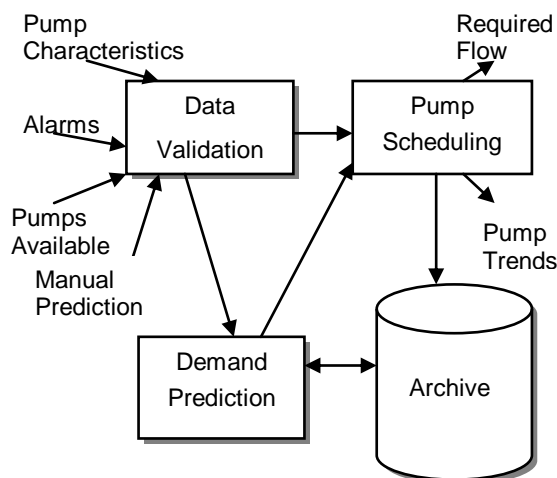 Pump
Characteristics
Required
Flow
Data
Validation
Pump
Scheduling
Alarms
Pumps
Available
Manual
Prediction
Pump
Trends
Demand
Prediction
Archive